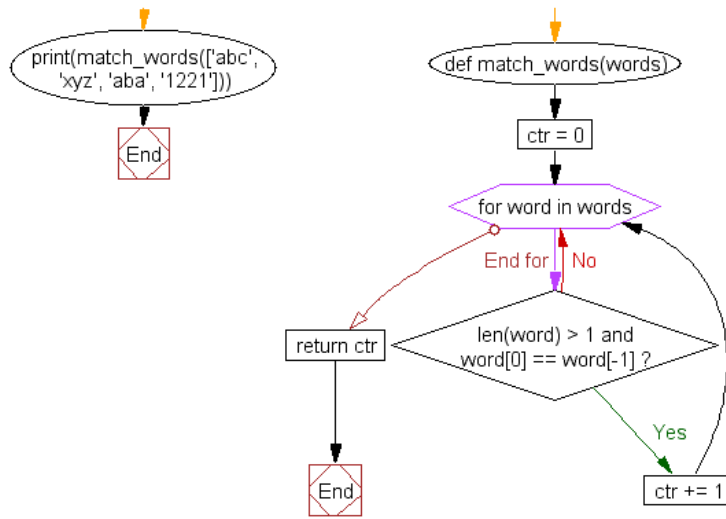 print(match_words(['abc',
'xyz', 'aba', '1221']))
End
def match_words(words)
ctr = 0
for word in words
End for
No
len(word) > 1 and
word[0] == word[-1] ?
return ctr
Yes
ctr += 1
End